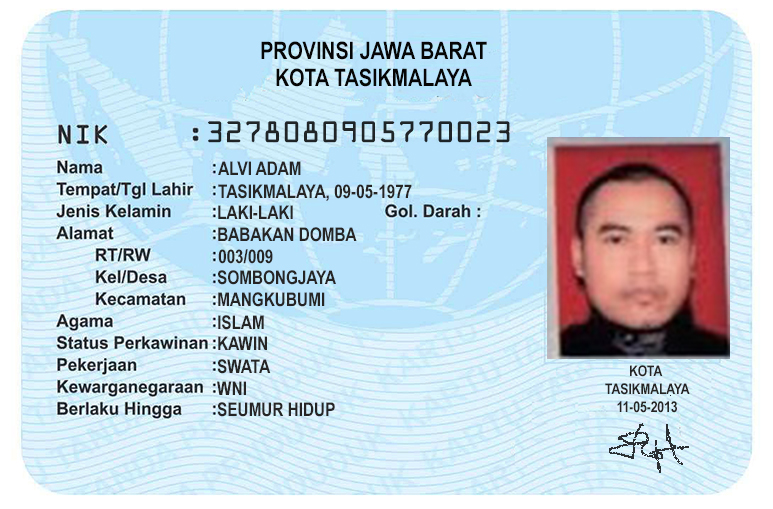 PROVINSI JAWA BARAT
KOTA TASIKMALAYA
NIK :3278080905770023
Nama :ALVI ADAM
Tempat/Tgl Lahir :TASIKMALAYA, 09-05-1977
Jenis Kelamin :LAKI-LAKI Gol. Darah :
Alamat :BABAKAN DOMBA
RT/RW :003/009
Kel/Desa :SOMBONGJAYA
Kecamatan :MANGKUBUMI
Agama :ISLAM
Status Perkawinan :KAWIN
Pekerjaan :SWATA
Kewarganegaraan :WNI
Berlaku Hingga :SEUMUR HIDUP
KOTA
TASIKMALAYA
11-05-2013